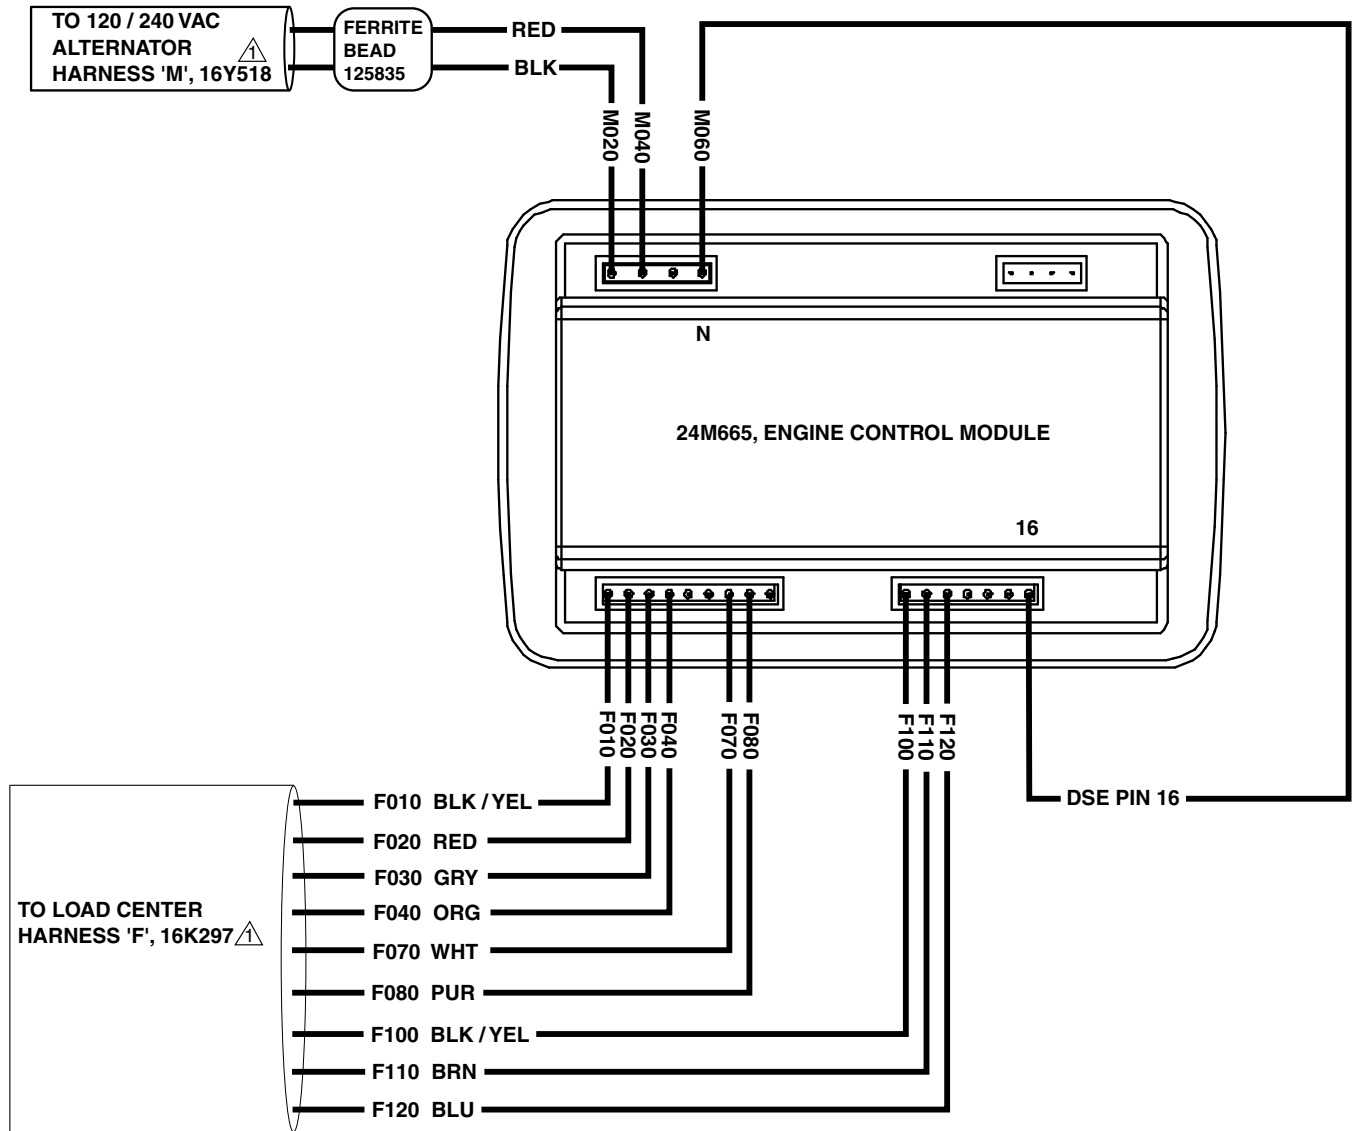 TO 120 / 240 VAC
ALTERNATOR 1
HARNESS 'M', 16Y518
FERRITE
BEAD
125835
RED
BLK
M020
M040
M060
N
24M665, ENGINE CONTROL MODULE
16
F010
F020
F030
F040
F070
F080
F100
F110
F120
DSE PIN 16
TO LOAD CENTER
HARNESS 'F', 16K297 1
F010 BLK / YEL
F020 RED
F030 GRY
F040 ORG
F070 WHT
F080 PUR
F100 BLK / YEL
F110 BRN
F120 BLU